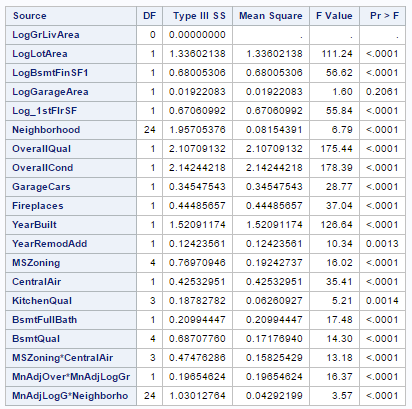 Source DF Type III SS Mean Square F Value Pr > F
LogGrLivArea 0 0.00000000 . . .
LogLotArea 1 1.33602138 1.33602138 111.24 <.0001
LogBsmtFinSF1 1 0.68005306 0.68005306 56.62 <.0001
LogGarageArea 1 0.01922083 0.01922083 1.60 0.2061
Log_1stFlrSF 1 0.67060992 0.67060992 55.84 <.0001
Neighborhood 24 1.95705376 0.08154391 6.79 <.0001
OverallQual 1 2.10709132 2.10709132 175.44 <.0001
OverallCond 1 2.14244218 2.14244218 178.39 <.0001
GarageCars 1 0.34547543 0.34547543 28.77 <.0001
Fireplaces 1 0.44485657 0.44485657 37.04 <.0001
YearBuilt 1 1.52091174 1.52091174 126.64 <.0001
YearRemodAdd 1 0.12423561 0.12423561 10.34 0.0013
MSZoning 4 0.76970946 0.19242737 16.02 <.0001
CentralAir 1 0.42532951 0.42532951 35.41 <.0001
KitchenQual 3 0.18782782 0.06260927 5.21 0.0014
BsmtFullBath 1 0.20994447 0.20994447 17.48 <.0001
BsmtQual 4 0.68707760 0.17176940 14.30 <.0001
MSZoning*CentralAir 3 0.47476286 0.15825429 13.18 <.0001
MnAdjOver*MnAdjLogGr 1 0.19654624 0.19654624 16.37 <.0001
MnAdjLogG*Neighborho 24 1.03012764 0.04292199 3.57 <.0001